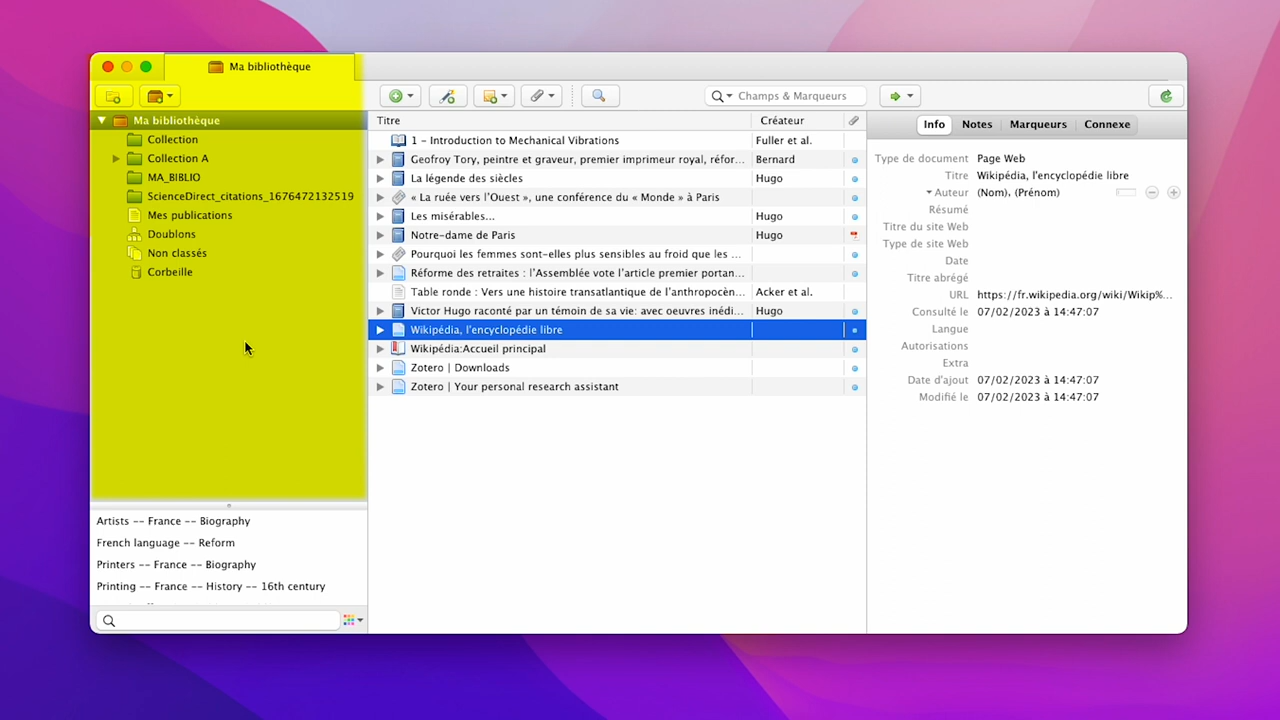 Ma bibliothèque
Champs & Marqueurs
Ma bibliothèque
Collection
Collection A
MA_BIBLIO
ScienceDirect_citations_1676472132519
Mes publications
Doublons
Non classés
Corbeille
Artists -- France -- Biography
French language -- Reform
Printers -- France -- Biography
Printing -- France -- History -- 16th century
Titre Créateur
1 - Introduction to Mechanical Vibrations Fuller et al.
Geofroy Tory, peintre et graveur, premier imprimeur royal, réfor... Bernard
La légende des siècles Hugo
« La ruée vers l'Ouest », une conférence du « Monde » à Paris
Les misérables... Hugo
Notre-dame de Paris Hugo
Pourquoi les femmes sont-elles plus sensibles au froid que les ...
Réforme des retraites : l'Assemblée vote l'article premier portan...
Table ronde : Vers une histoire transatlantique de l'anthropocèn... Acker et al.
Victor Hugo raconté par un témoin de sa vie: avec oeuvres inédi... Hugo
Wikipédia, l'encyclopédie libre
Wikipédia:Accueil principal
Zotero | Downloads
Zotero | Your personal research assistant
Info Notes Marqueurs Connexe
Type de document Page Web
Titre Wikipédia, l'encyclopédie libre
Auteur (Nom), (Prénom)
Résumé
Titre du site Web
Type de site Web
Date
Titre abrégé
URL https://fr.wikipedia.org/wiki/Wikip%...
Consulté le 07/02/2023 à 14:47:07
Langue
Autorisations
Extra
Date d'ajout 07/02/2023 à 14:47:07
Modifié le 07/02/2023 à 14:47:07